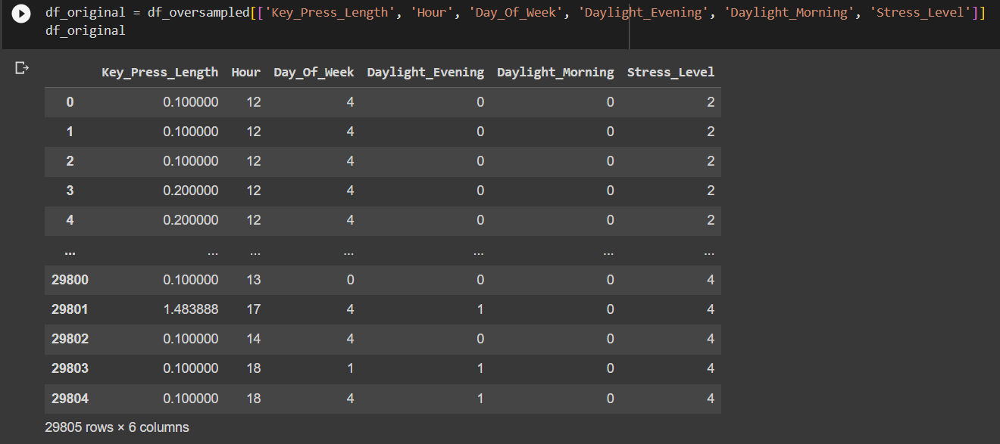 df_original = df_oversampled[['Key_Press_Length', 'Hour', 'Day_Of_Week', 'Daylight_Evening', 'Daylight_Morning', 'Stress_Level']]
df_original
Key_Press_Length Hour Day_Of_Week Daylight_Evening Daylight_Morning Stress_Level
0 0.100000 12 4 0 0 2
1 0.100000 12 4 0 0 2
2 0.100000 12 4 0 0 2
3 0.200000 12 4 0 0 2
4 0.200000 12 4 0 0 2
... ... ... ... ... ... ...
29800 0.100000 13 0 0 0 4
29801 1.483888 17 4 1 0 4
29802 0.100000 14 4 0 0 4
29803 0.100000 18 1 1 0 4
29804 0.100000 18 4 1 0 4
29805 rows × 6 columns